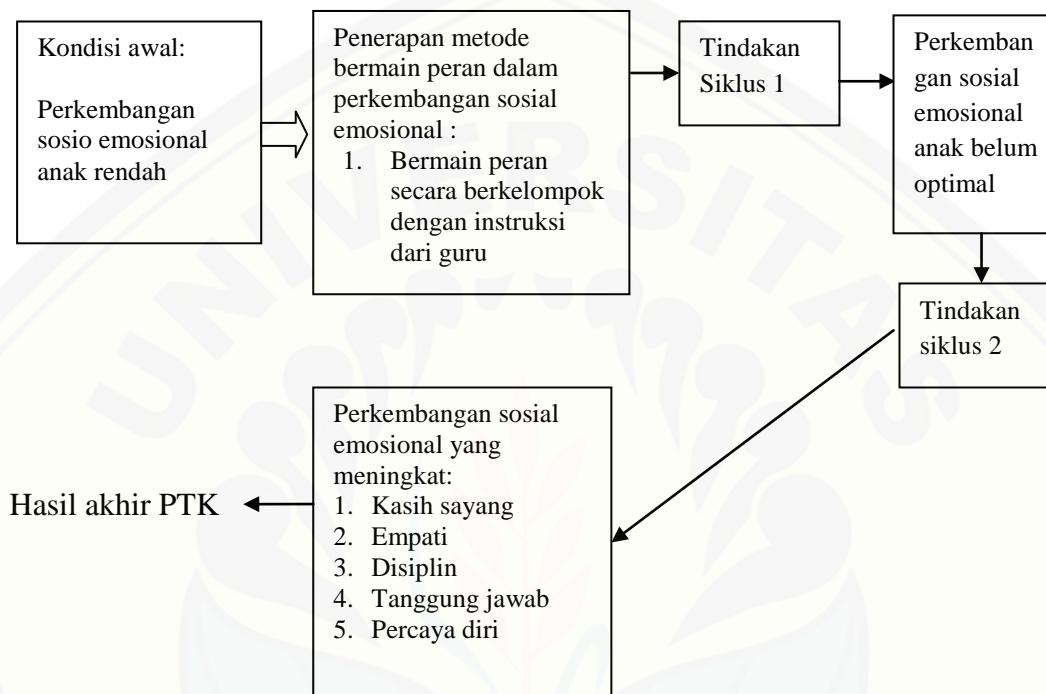 Kondisi awal:
Perkembangan
sosio emosional
anak rendah
Penerapan metode
bermain peran dalam
perkembangan sosial
emosional :
1. Bermain peran
secara berkelompok
dengan instruksi
dari guru
Tindakan
Siklus 1
Perkemban
gan sosial
emosional
anak belum
optimal
Tindakan
siklus 2
Perkembangan sosial
emosional yang
meningkat:
1. Kasih sayang
2. Empati
3. Disiplin
4. Tanggung jawab
5. Percaya diri
Hasil akhir PTK
UNIVERSITAS